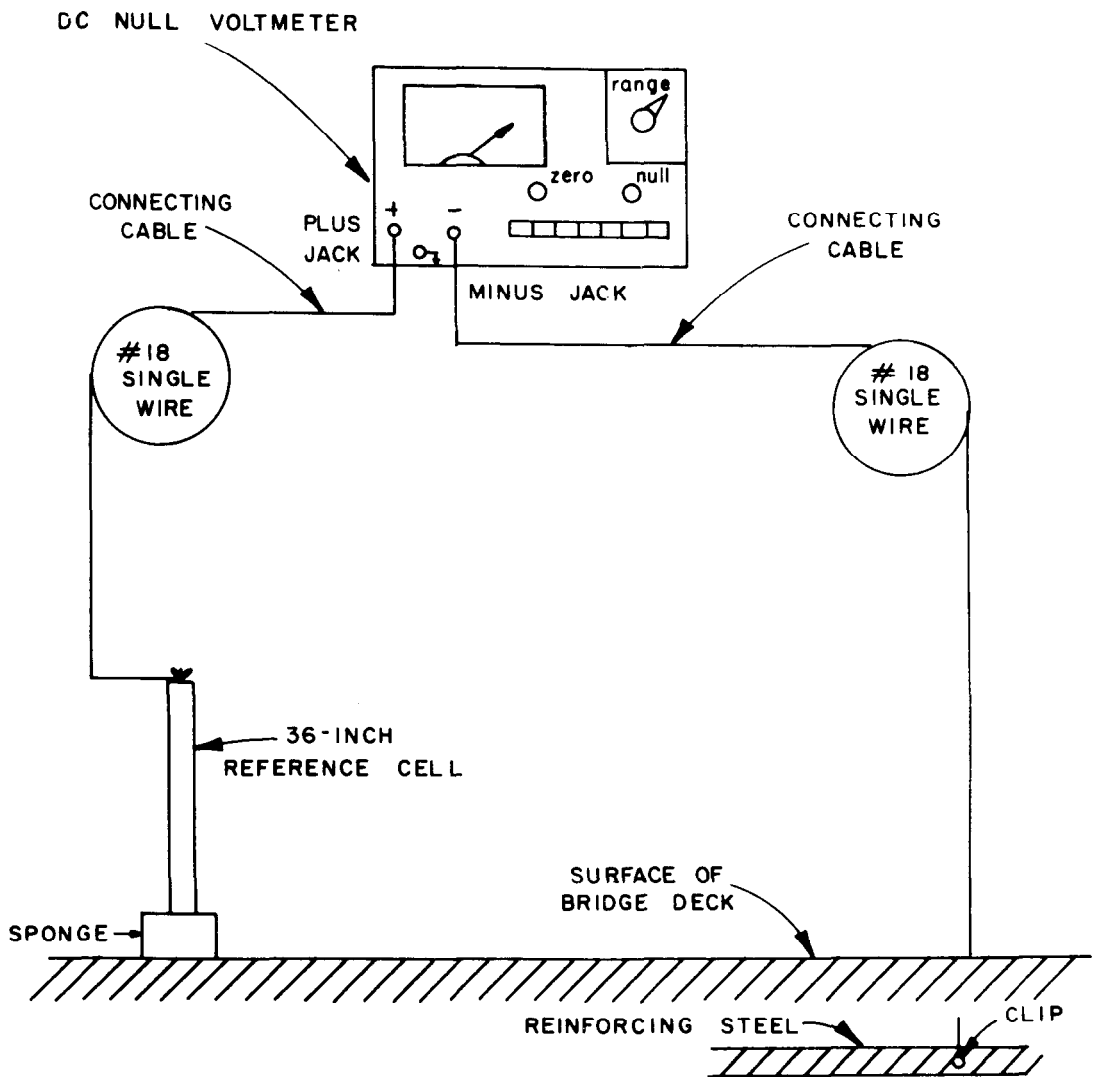 DC NULL VOLTMETER
range
zero
null
+
-
PLUS
JACK
MINUS JACK
CONNECTING
CABLE
CONNECTING
CABLE
#18
SINGLE
WIRE
# 18
SINGLE
WIRE
36-INCH
REFERENCE CELL
SURFACE OF
BRIDGE DECK
SPONGE
REINFORCING STEEL
CLIP